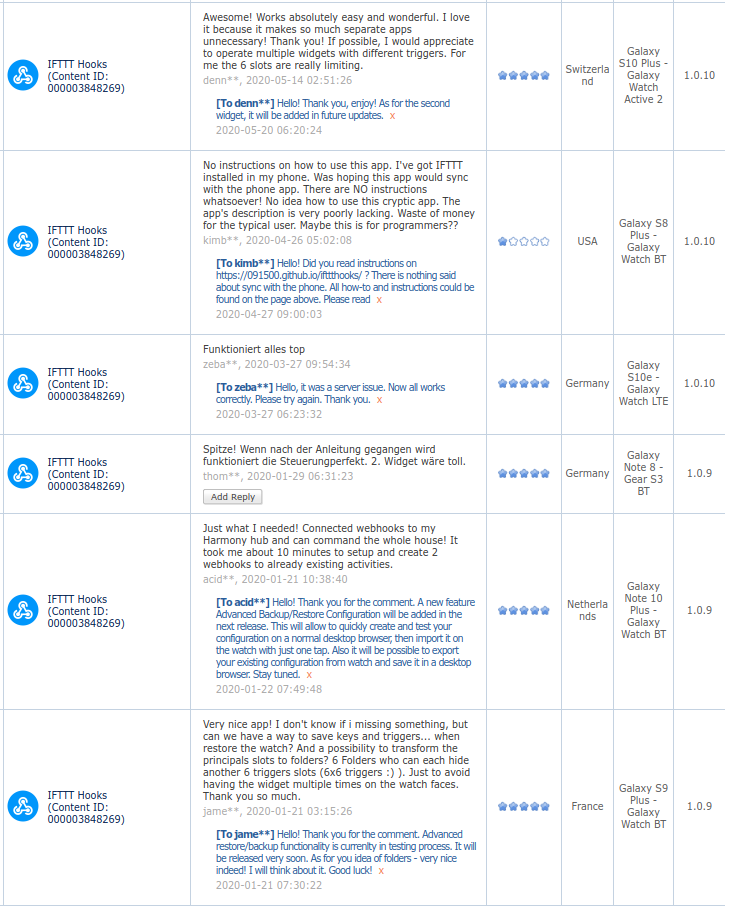 IFTTT Hooks
(Content ID:
000003848269)
Awesome! Works absolutely easy and wonderful. I love
it because it makes so much separate apps
unnecessary! Thank you! If possible, I would appreciate
to operate multiple widgets with different triggers. For
me the 6 slots are really limiting.
denn**, 2020-05-14 02:51:26
[To denn**] Hello! Thank you, enjoy! As for the second
widget, it will be added in future updates. x
2020-05-20 06:20:24
Switzerla
nd
Galaxy
S10 Plus -
Galaxy
Watch
Active 2
1.0.10
IFTTT Hooks
(Content ID:
000003848269)
No instructions on how to use this app. I've got IFTTT
installed in my phone. Was hoping this app would sync
with the phone app. There are NO instructions
whatsoever! No idea how to use this cryptic app. The
app's description is very poorly lacking. Waste of money
for the typical user. Maybe this is for programmers??
kimb**, 2020-04-26 05:02:08
[To kimb**] Hello! Did you read instructions on
https://091500.github.io/iftthooks/ ? There is nothing said
about sync with the phone. All how-to and instructions could be
found on the page above. Please read x
2020-04-27 09:00:03
USA
Galaxy S8
Plus -
Galaxy
Watch BT
1.0.10
IFTTT Hooks
(Content ID:
000003848269)
Funktioniert alles top
zeba**, 2020-03-27 09:54:34
[To zeba**] Hello, it was a server issue. Now all works
correctly. Please try again. Thank you. x
2020-03-27 06:23:32
Germany
Galaxy
S10e -
Galaxy
Watch LTE
1.0.10
IFTTT Hooks
(Content ID:
000003848269)
Spitze! Wenn nach der Anleitung gegangen wird
funktioniert die Steuerungperfekt. 2. Widget wäre toll.
thom**, 2020-01-29 06:31:23
Add Reply
Germany
Galaxy
Note 8 -
Gear S3
BT
1.0.9
IFTTT Hooks
(Content ID:
000003848269)
Just what I needed! Connected webhooks to my
Harmony hub and can command the whole house! It
took me about 10 minutes to setup and create 2
webhooks to already existing activities.
acid**, 2020-01-21 10:38:40
[To acid**] Hello! Thank you for the comment. A new feature
Advanced Backup/Restore Configuration will be added in the
next release. This will allow to quickly create and test your
configuration on a normal desktop browser, then import it on
the watch with just one tap. Also it will be possible to export
your existing configuration from watch and save it in a desktop
browser. Stay tuned. x
2020-01-22 07:49:48
Netherla
nds
Galaxy
Note 10
Plus -
Galaxy
Watch BT
1.0.9
IFTTT Hooks
(Content ID:
000003848269)
Very nice app! I don't know if i missing something, but
can we have a way to save keys and triggers... when
restore the watch? And a possibility to transform the
principals slots to folders? 6 Folders who can each hide
another 6 triggers slots (6x6 triggers :) ). Just to avoid
having the widget multiple times on the watch faces.
Thank you so much.
jame**, 2020-01-21 03:15:26
[To jame**] Hello! Thank you for the comment. Advanced
restore/backup functionality is currenlty in testing process. It will
be released very soon. As for you idea of folders - very nice
indeed! I will think about it. Good luck! x
2020-01-21 07:30:22
France
Galaxy S9
Plus -
Galaxy
Watch BT
1.0.9